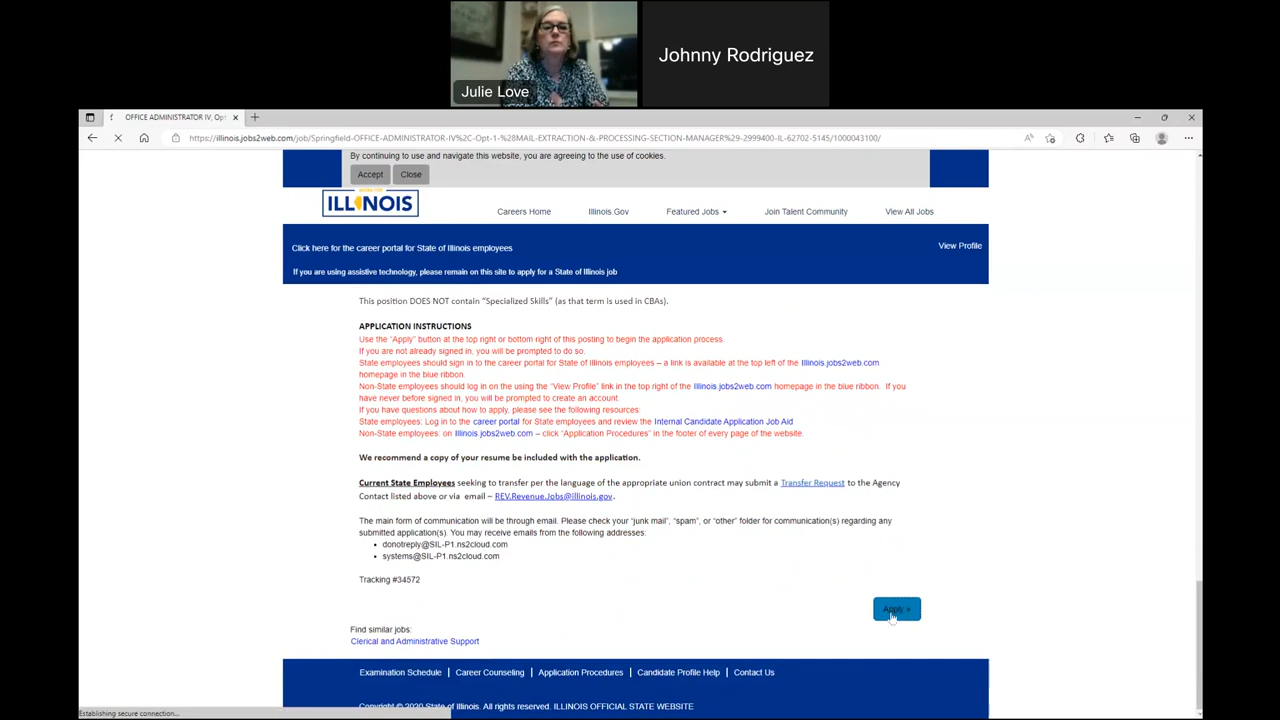 Julie Love
Johnny Rodriguez
OFFICE ADMINISTRATOR IV, Opt
https://illinois.jobs2web.com/job/Springfield-OFFICE-ADMINISTRATOR-IV%2C-Opt-1-%28MAIL-EXTRACTION-&-PROCESSING-SECTION-MANAGER%29-2999400-IL-62702-5145/1000043100/
By continuing to use and navigate this website, you are agreeing to the use of cookies.
Accept Close
ILLINOIS
Careers Home Illinois.Gov Featured Jobs Join Talent Community View All Jobs
Click here for the career portal for State of Illinois employees
View Profile
If you are using assistive technology, please remain on this site to apply for a State of Illinois job
This position DOES NOT contain “Specialized Skills” (as that term is used in CBAs).
APPLICATION INSTRUCTIONS
Use the “Apply” button at the top right or bottom right of this posting to begin the application process.
If you are not already signed in, you will be prompted to do so.
State employees should sign in to the career portal for State of Illinois employees – a link is available at the top left of the Illinois.jobs2web.com
homepage in the blue ribbon.
Non-State employees should log in on the using the “View Profile” link in the top right of the Illinois.jobs2web.com homepage in the blue ribbon. If you
have never before signed in, you will be prompted to create an account.
If you have questions about how to apply, please see the following resources:
State employees: Log in to the career portal for State employees and review the Internal Candidate Application Job Aid
Non-State employees: on Illinois.jobs2web.com – click “Application Procedures” in the footer of every page of the website.
We recommend a copy of your resume be included with the application.
Current State Employees seeking to transfer per the language of the appropriate union contract may submit a Transfer Request to the Agency
Contact listed above or via email – REV.Revenue.Jobs@illinois.gov.
The main form of communication will be through email. Please check your “junk mail”, “spam”, or “other” folder for communication(s) regarding any
submitted application(s). You may receive emails from the following addresses:
• donotreply@SIL-P1.ns2cloud.com
• systems@SIL-P1.ns2cloud.com
Tracking #34572
Apply »
Find similar jobs:
Clerical and Administrative Support
Examination Schedule | Career Counseling | Application Procedures | Candidate Profile Help | Contact Us
Copyright © 2020 State of Illinois. All rights reserved. ILLINOIS OFFICIAL STATE WEBSITE
Establishing secure connection...